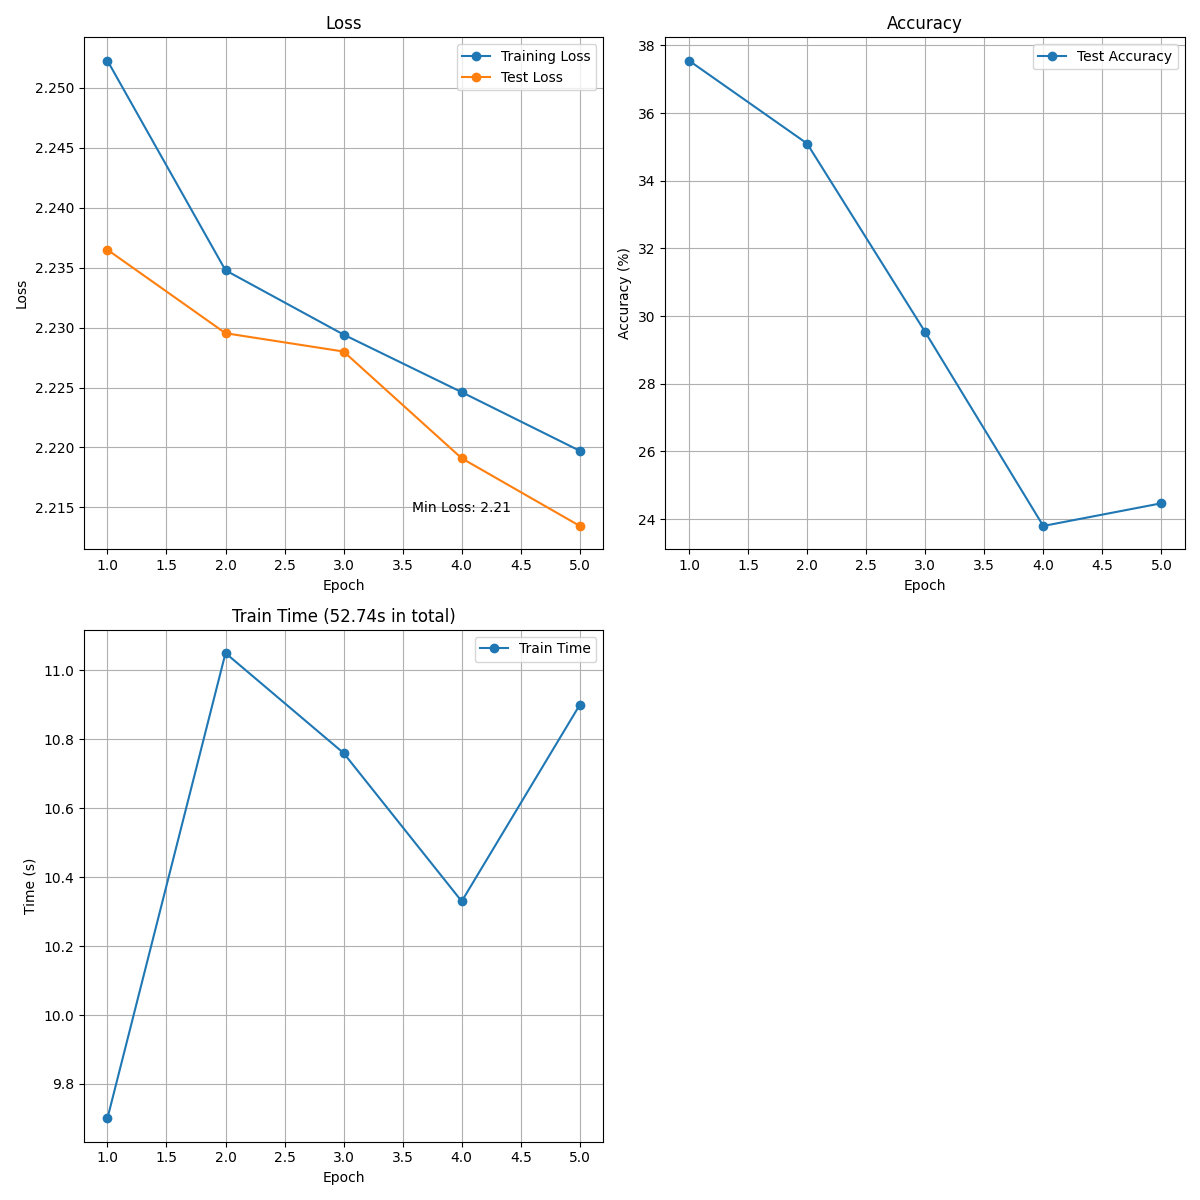 Loss
Training Loss
Test Loss
2.250
2.245
2.240
2.235
2.230
2.225
2.220
2.215
Loss
Min Loss: 2.21
1.0 1.5 2.0 2.5 3.0 3.5 4.0 4.5 5.0
Epoch
Accuracy
Test Accuracy
38
36
34
32
30
28
26
24
Accuracy (%)
1.0 1.5 2.0 2.5 3.0 3.5 4.0 4.5 5.0
Epoch
Train Time (52.74s in total)
Train Time
11.0
10.8
10.6
10.4
10.2
10.0
9.8
Time (s)
1.0 1.5 2.0 2.5 3.0 3.5 4.0 4.5 5.0
Epoch